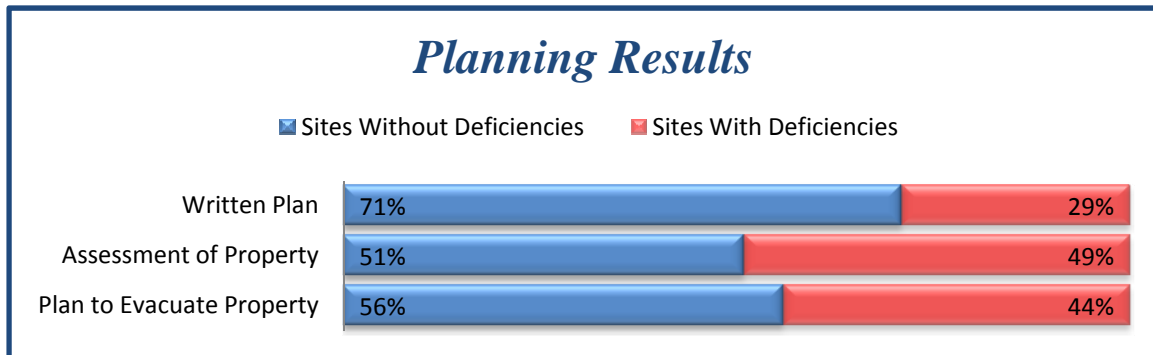 Planning Results
Sites Without Deficiencies Sites With Deficiencies
Written Plan 71% 29%
Assessment of Property 51% 49%
Plan to Evacuate Property 56% 44%